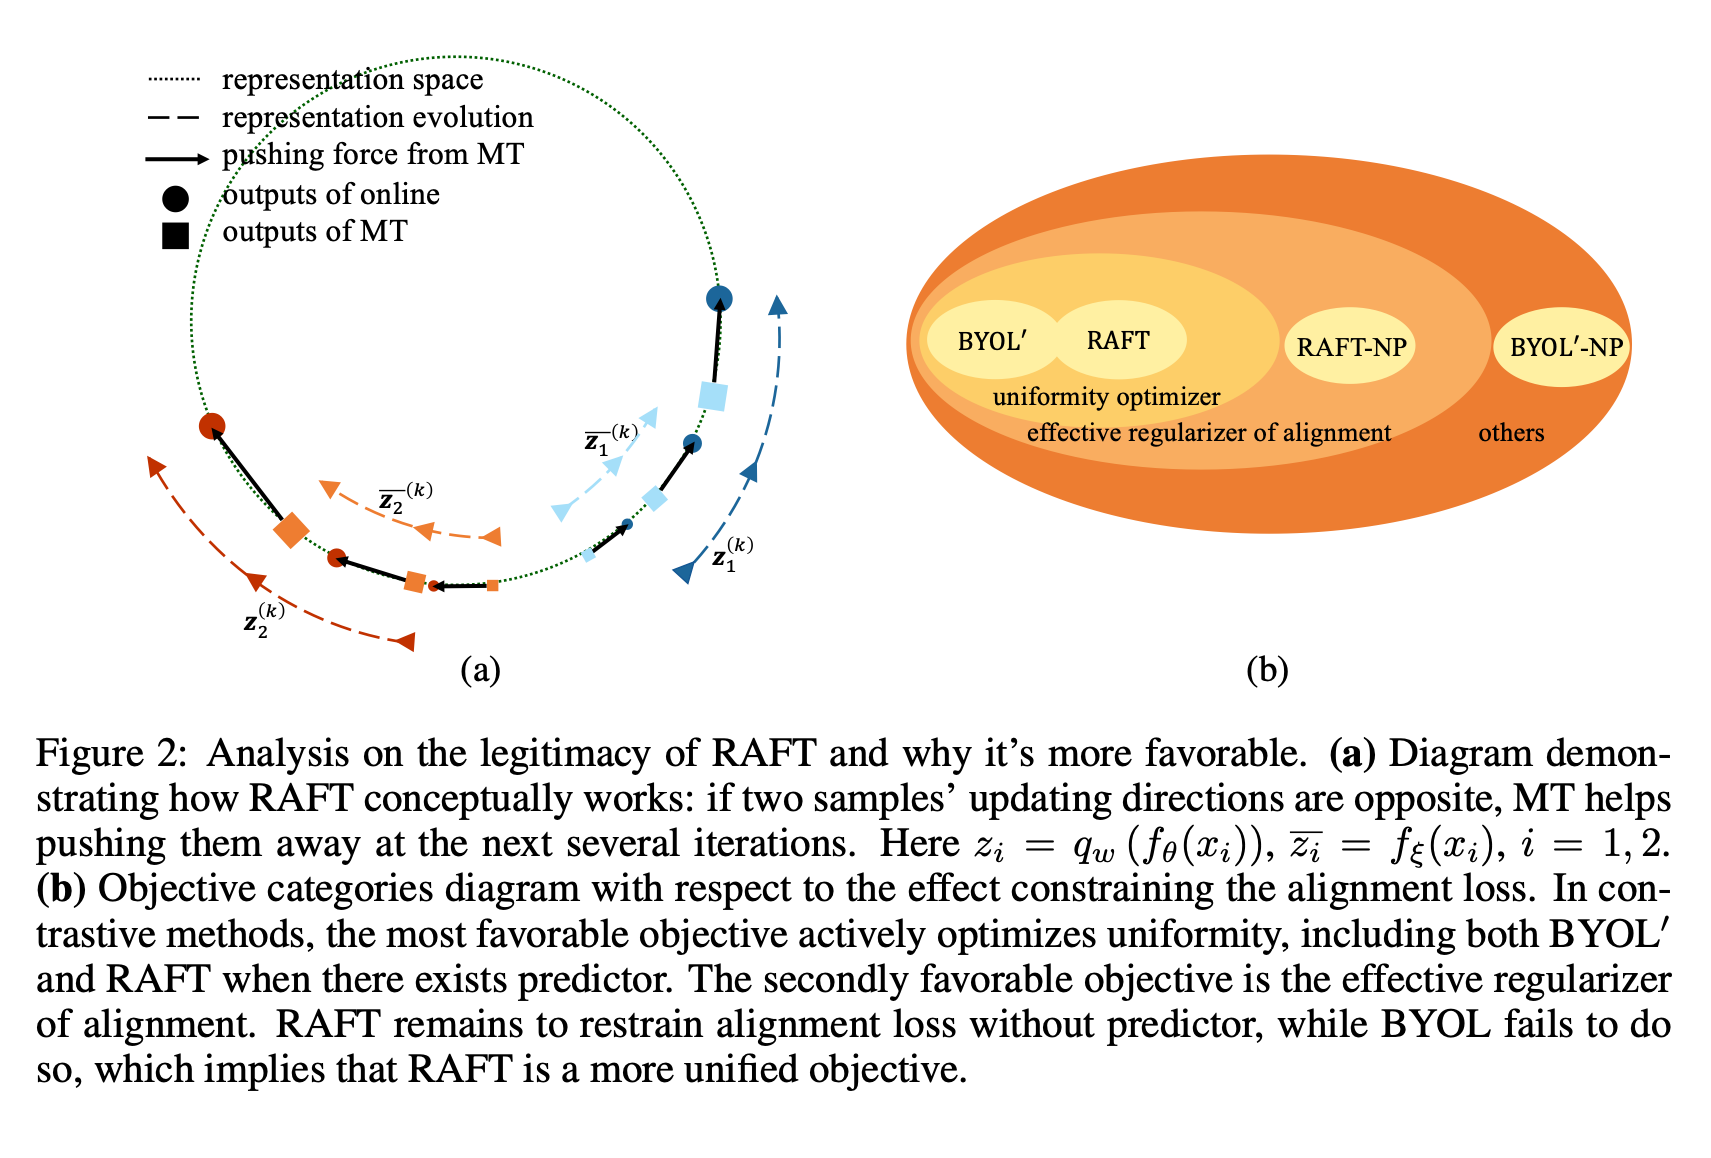 representation space
representation evolution
pushing force from MT
outputs of online
outputs of MT
$\overline{z_1}^{(k)}$
$\overline{z_2}^{(k)}$
$z_1^{(k)}$
$z_2^{(k)}$
(a)
BYOL′
RAFT
RAFT-NP
BYOL′-NP
uniformity optimizer
effective regularizer of alignment
others
(b)
Figure 2: Analysis on the legitimacy of RAFT and why it's more favorable. (a) Diagram demon-
strating how RAFT conceptually works: if two samples' updating directions are opposite, MT helps
pushing them away at the next several iterations. Here $z_i = q_w(f_\theta(x_i))$, $\overline{z_i} = f_\xi(x_i)$, $i = 1, 2$.
(b) Objective categories diagram with respect to the effect constraining the alignment loss. In con-
trastive methods, the most favorable objective actively optimizes uniformity, including both BYOL′
and RAFT when there exists predictor. The secondly favorable objective is the effective regularizer
of alignment. RAFT remains to restrain alignment loss without predictor, while BYOL fails to do
so, which implies that RAFT is a more unified objective.